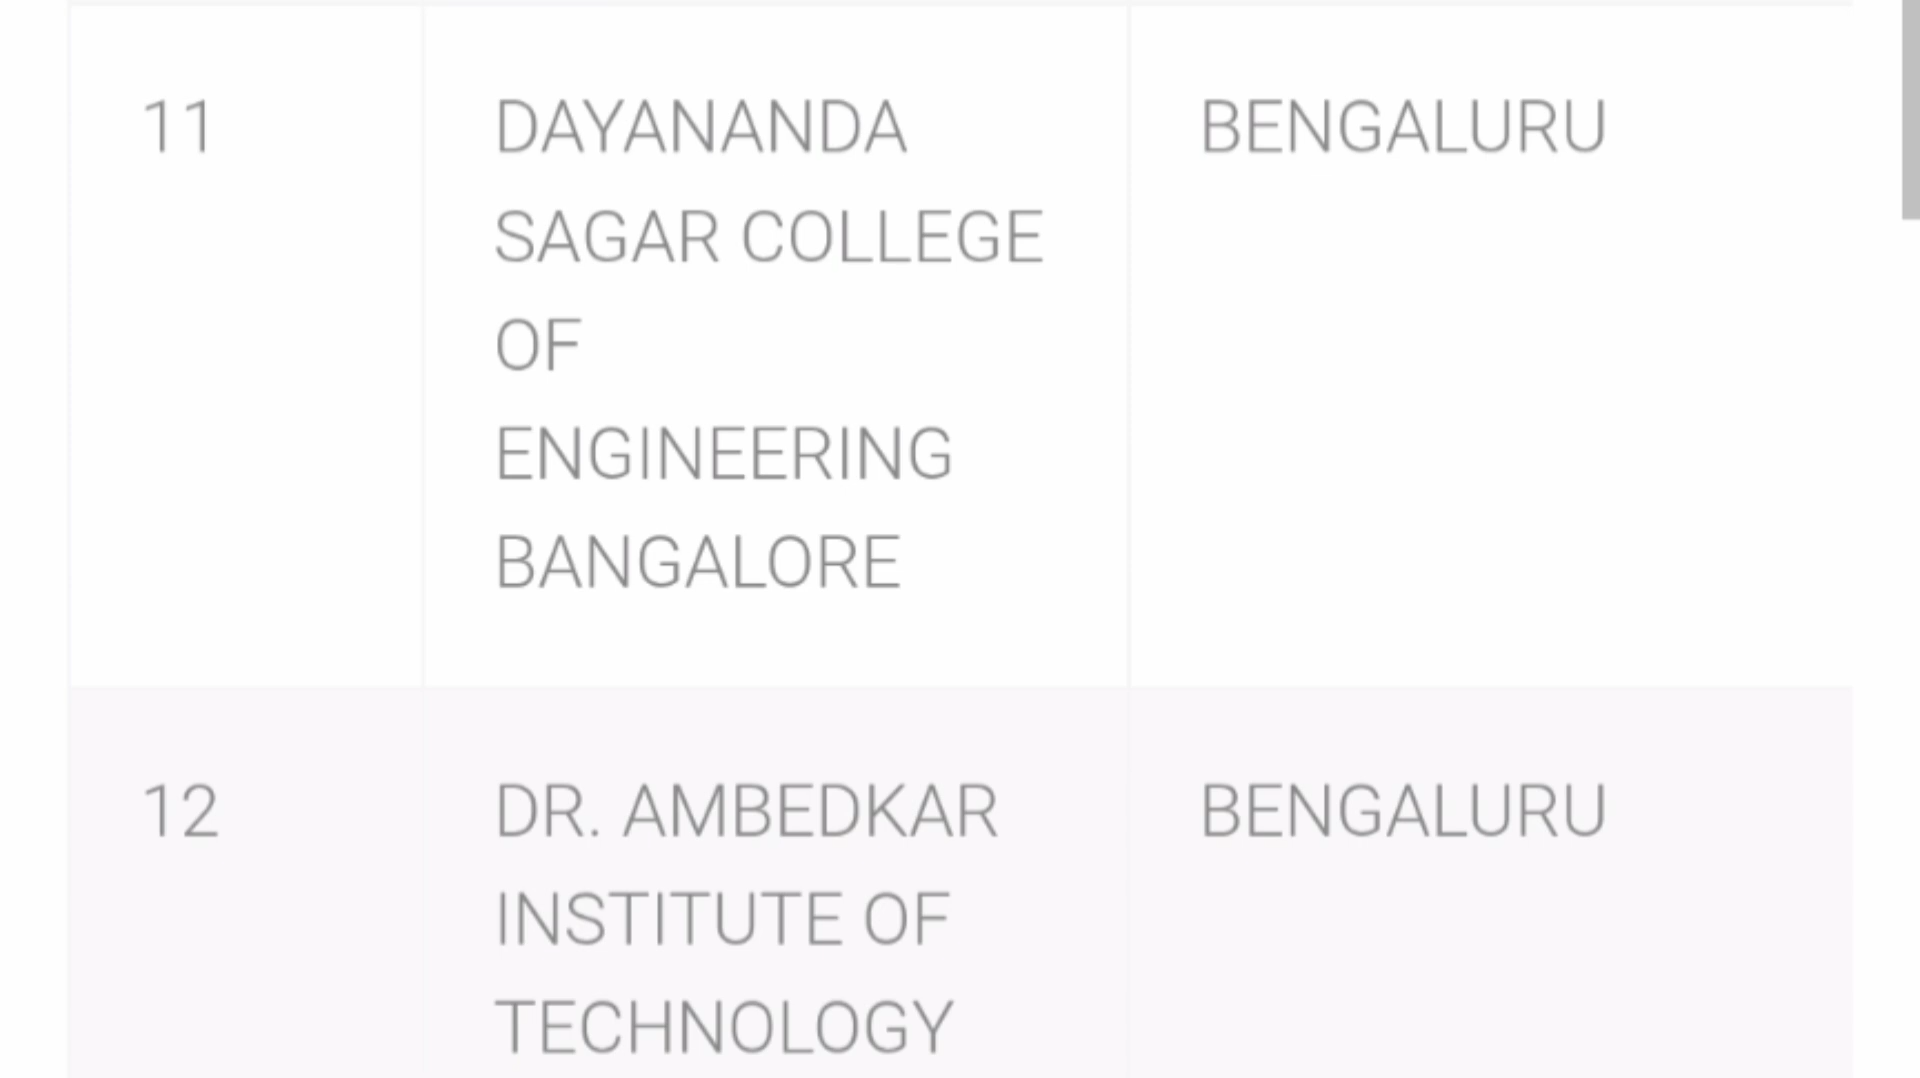 11 DAYANANDA BENGALURU
SAGAR COLLEGE
OF
ENGINEERING
BANGALORE
12 DR. AMBEDKAR BENGALURU
INSTITUTE OF
TECHNOLOGY